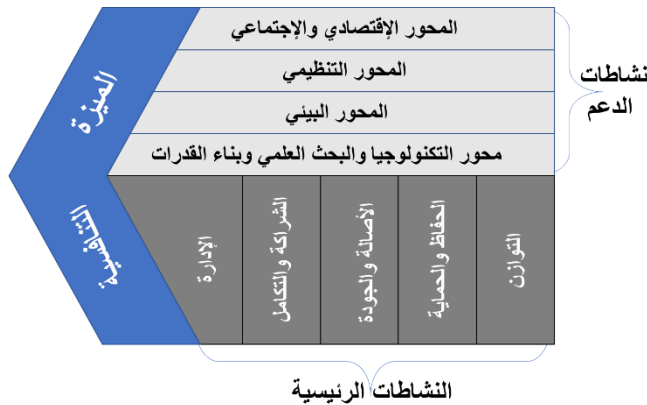 المحور الإقتصادي والإجتماعي
المحور التنظيمي
المحور البيئي
محور التكنولوجيا والبحث العلمي وبناء القدرات
نشاطات
الدعم
الميزة
التنافسية
التوازن
الحفاظ والحماية
الأصالة والجودة
الشراكة والتكامل
الإدارة
النشاطات الرئيسية